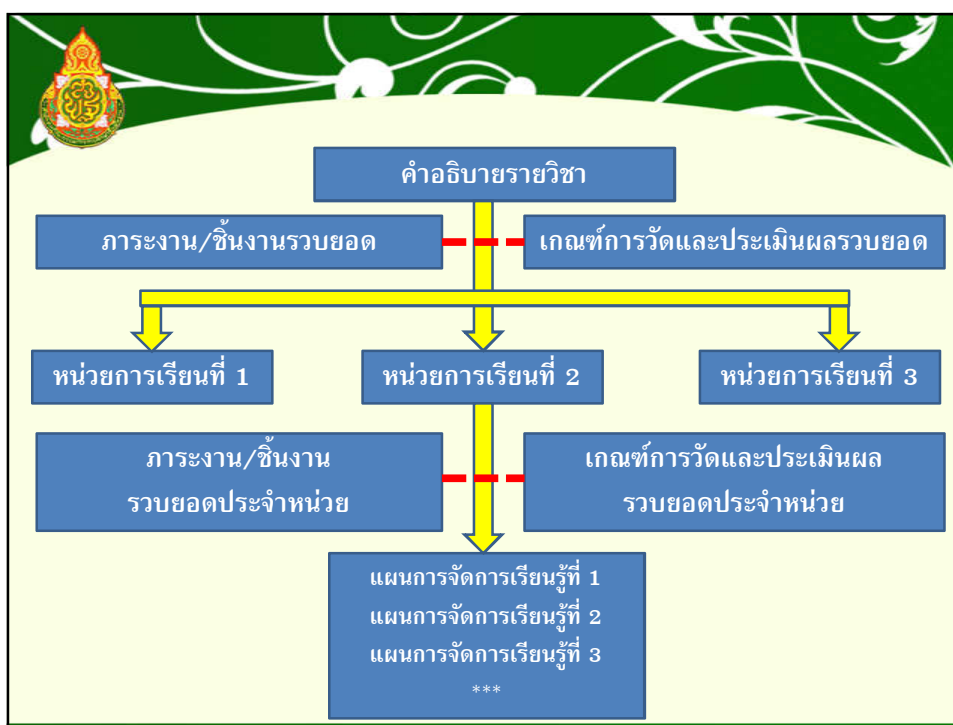 คำอธิบายรายวิชา
ภาระงาน/ชิ้นงานรวบยอด
เกณฑ์การวัดและประเมินผลรวบยอด
หน่วยการเรียนที่ 1
หน่วยการเรียนที่ 2
หน่วยการเรียนที่ 3
ภาระงาน/ชิ้นงาน
รวบยอดประจำหน่วย
เกณฑ์การวัดและประเมินผล
รวบยอดประจำหน่วย
แผนการจัดการเรียนรู้ที่ 1
แผนการจัดการเรียนรู้ที่ 2
แผนการจัดการเรียนรู้ที่ 3
***